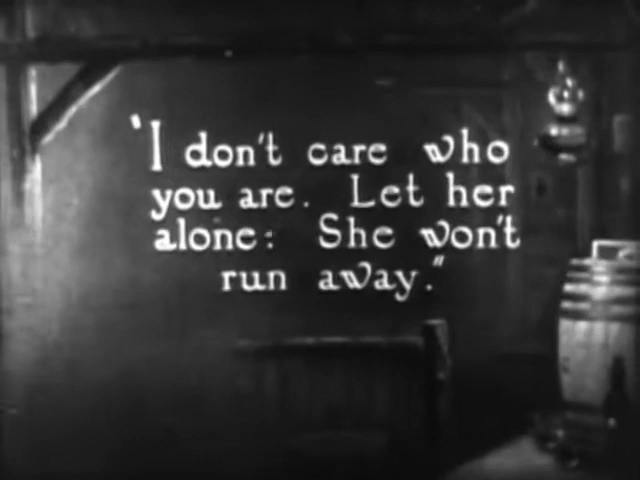 'I don't care who
you are. Let her
alone: She won't
run away."